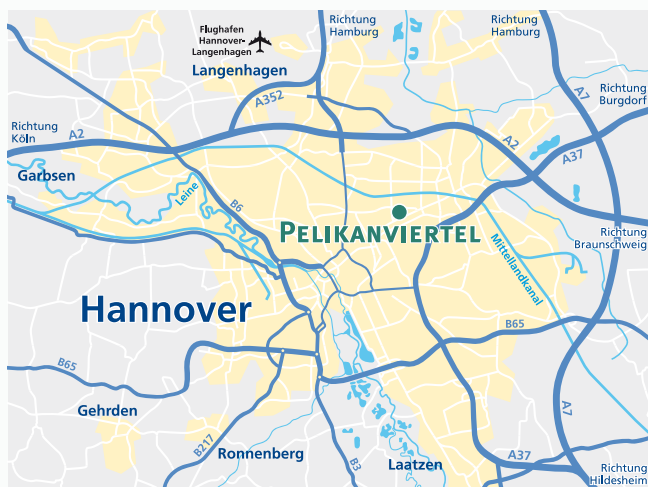 Flughafen
Hannover-
Langenhagen
Richtung
Hamburg
Richtung
Hamburg
Langenhagen
A352
A7
Richtung
Burgdorf
Richtung
Köln
A2
A2
A37
Garbsen
Leine
B6
PELIKANVIERTEL
Richtung
Braunschweig
Mittellandkanal
Hannover
B65
B65
Gehrden
A7
B217
Ronnenberg
B3
Laatzen
A37
Richtung
Hildesheim